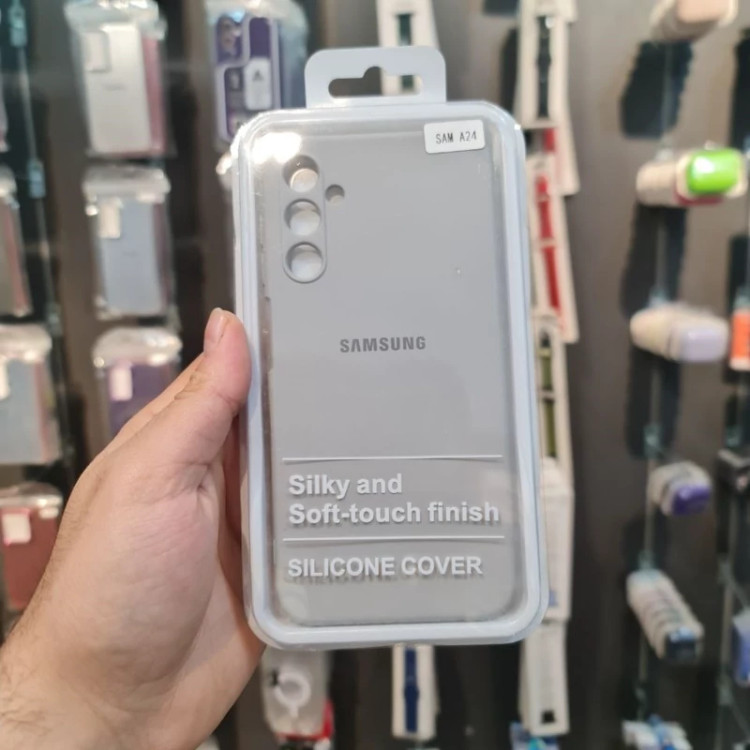 SAM A24
SAMSUNG
Silky and
Soft-touch finish
SILICONE COVER